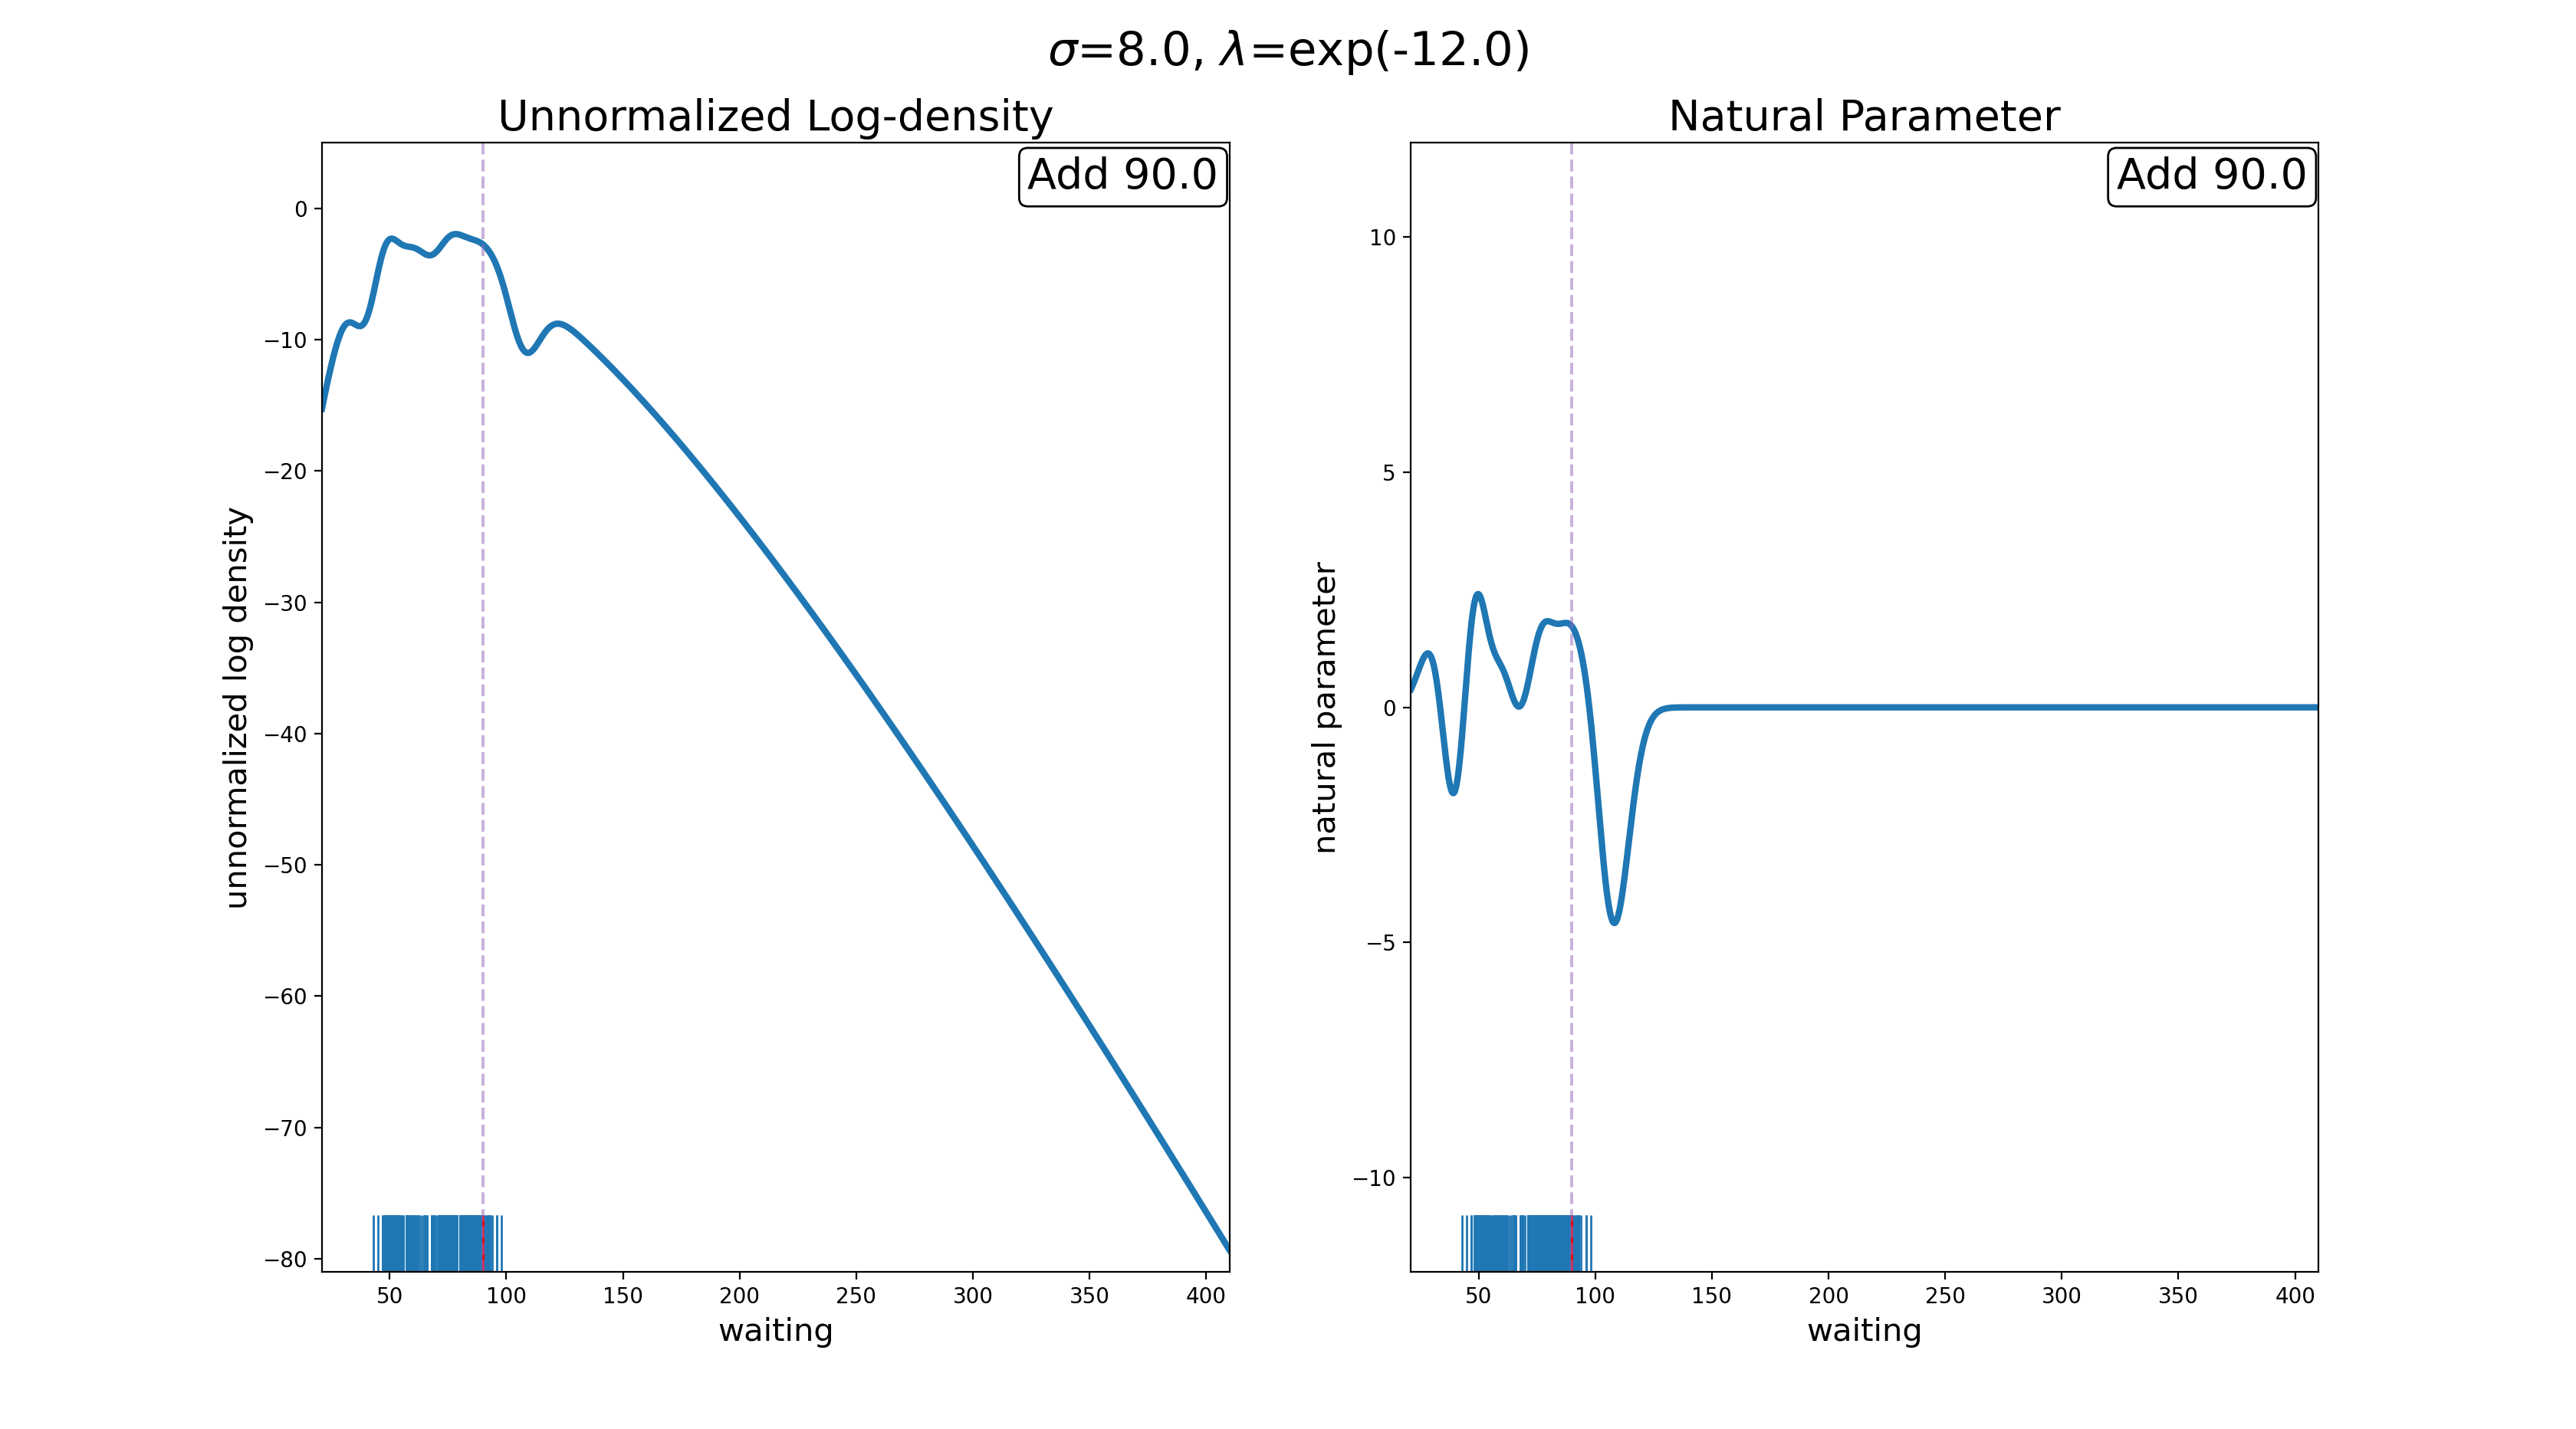 σ=8.0, λ=exp(-12.0)
Unnormalized Log-density
Add 90.0
unnormalized log density
0
−10
−20
−30
−40
−50
−60
−70
−80
50 100 150 200 250 300 350 400
waiting
Natural Parameter
Add 90.0
natural parameter
10
5
0
−5
−10
50 100 150 200 250 300 350 400
waiting